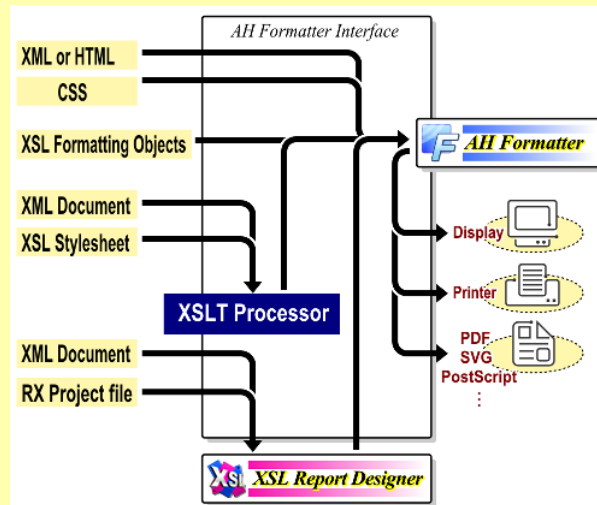 AH Formatter Interface
XML or HTML
CSS
XSL Formatting Objects
AH Formatter
XML Document
XSL Stylesheet
Display
XSLT Processor
Printer
XML Document
RX Project file
PDF
SVG
PostScript
⋮
XSL XSL Report Designer